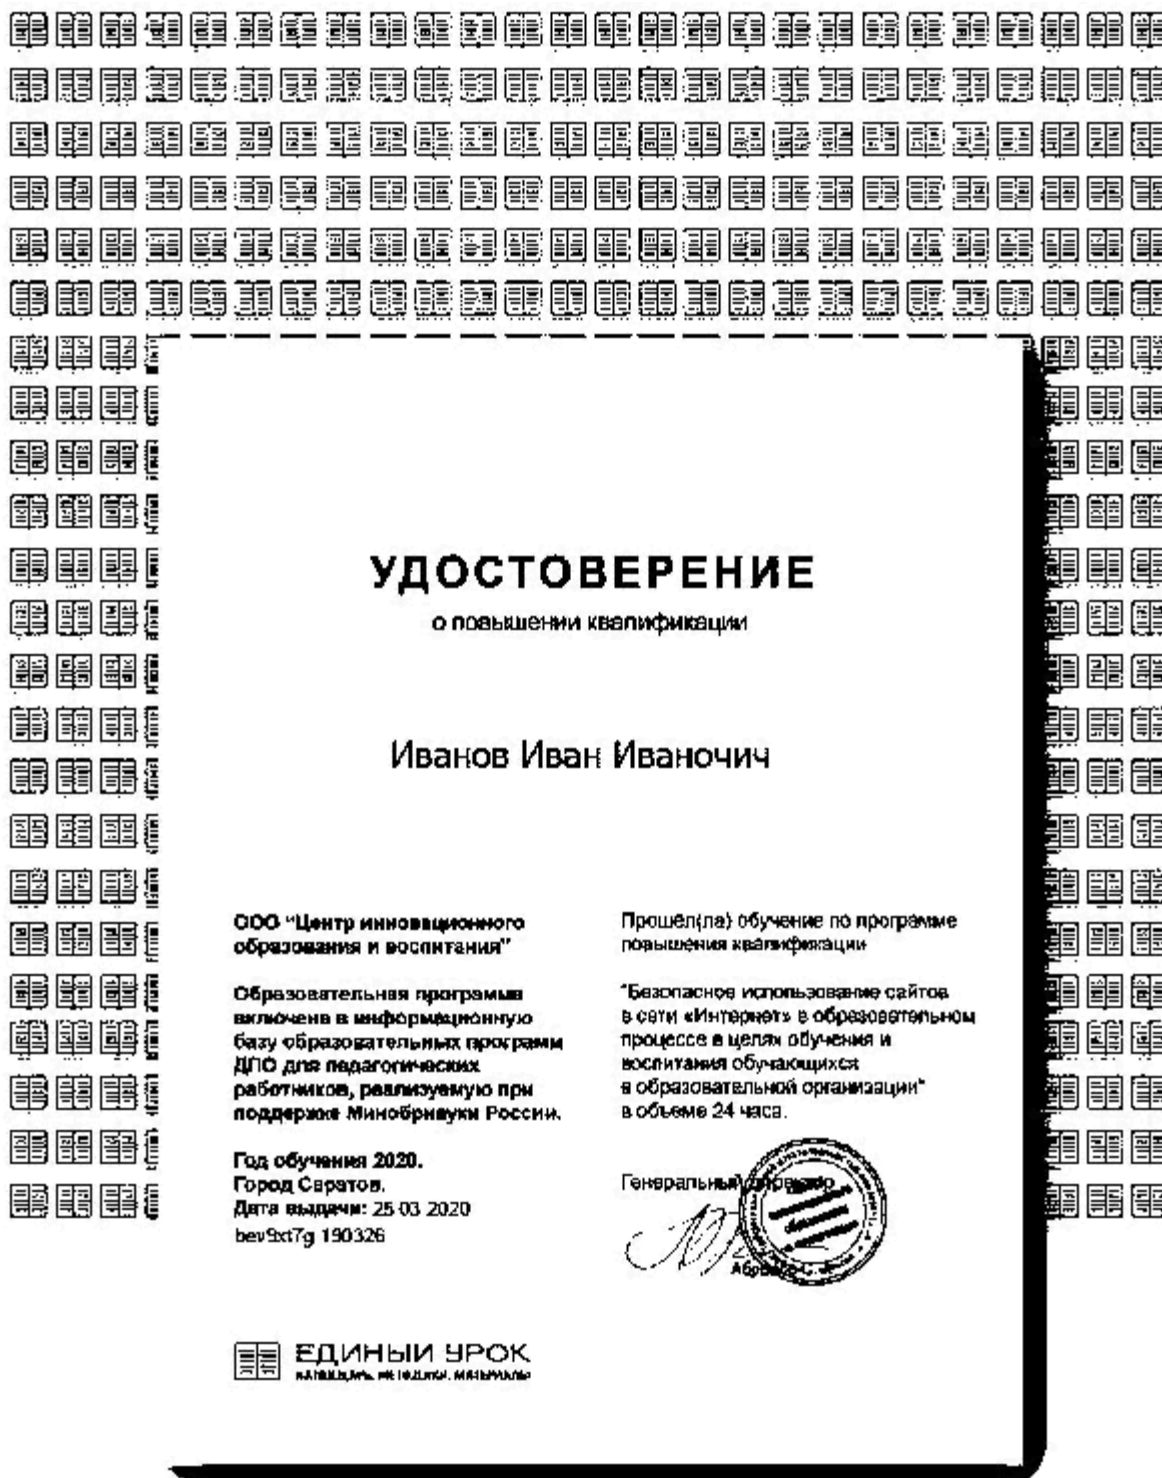 УДОСТОВЕРЕНИЕ
о повышении квалификации
Иванов Иван Иваночич
ООО "Центр инновационного
образования и воспитания"
Образовательная программа
включена в информационную
базу образовательных программ
ДПО для педагогических
работников, реализуемую при
поддержке Минобрнауки России.
Год обучения 2020.
Город Саратов.
Дата выдачи: 25 03 2020
bev9xt7g 190326
Прошел(ла) обучение по программе
повышения квалификации
"Безопасное использование сайтов
в сети «Интернет» в образовательном
процессе в целях обучения и
воспитания обучающихся
в образовательной организации"
в объеме 24 часа.
Генеральный директор
ЕДИНЫЙ УРОК